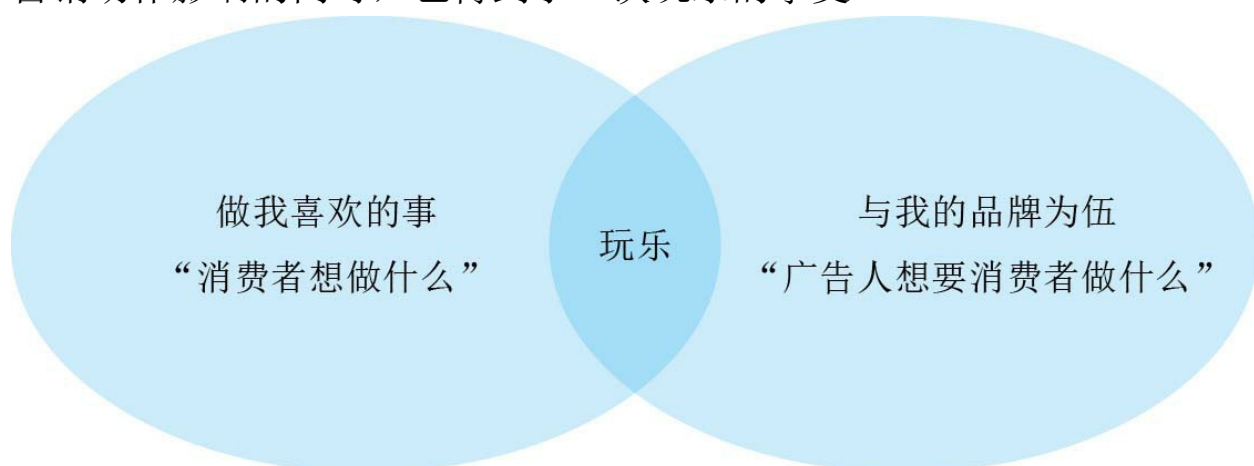 做我喜欢的事
“消费者想做什么”
玩乐
与我的品牌为伍
“广告人想要消费者做什么”